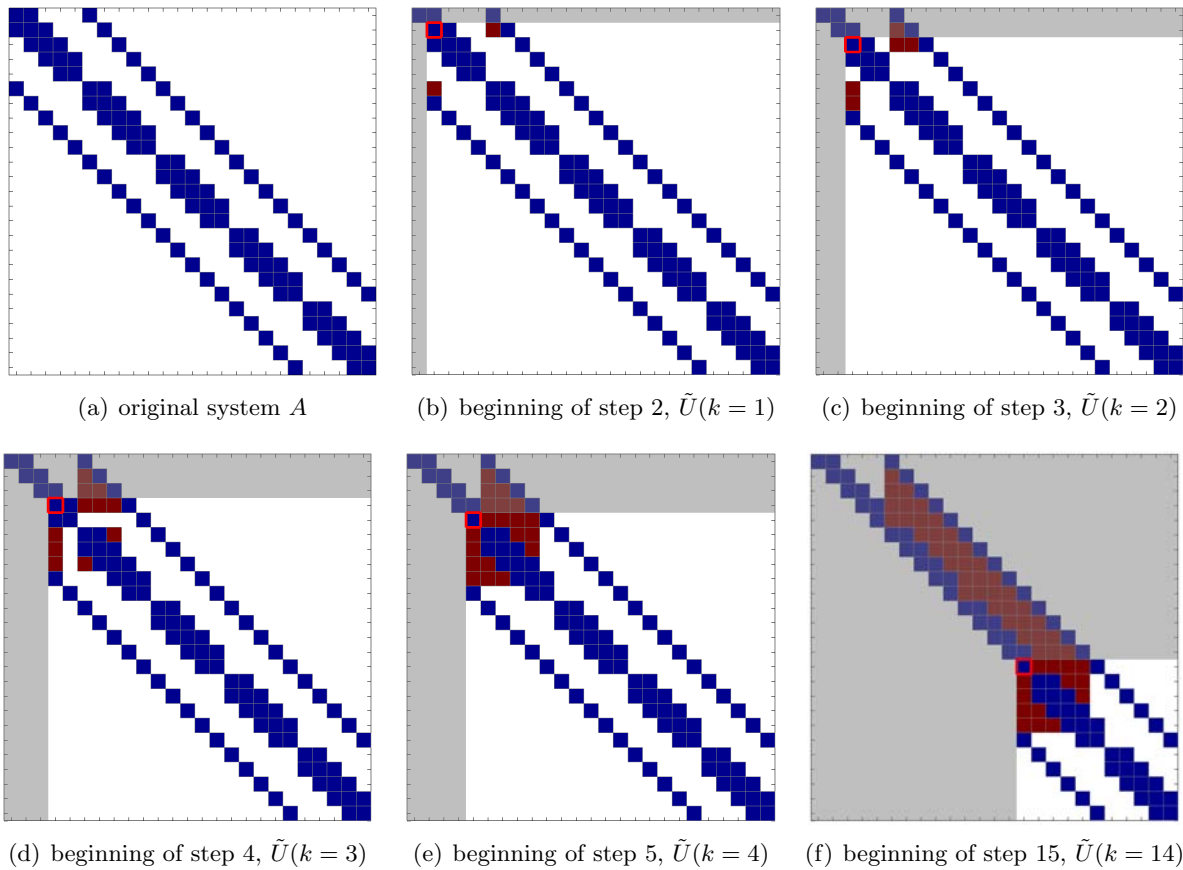 (a) original system A
(b) beginning of step 2, Ũ(k = 1)
(c) beginning of step 3, Ũ(k = 2)
(d) beginning of step 4, Ũ(k = 3)
(e) beginning of step 5, Ũ(k = 4)
(f) beginning of step 15, Ũ(k = 14)